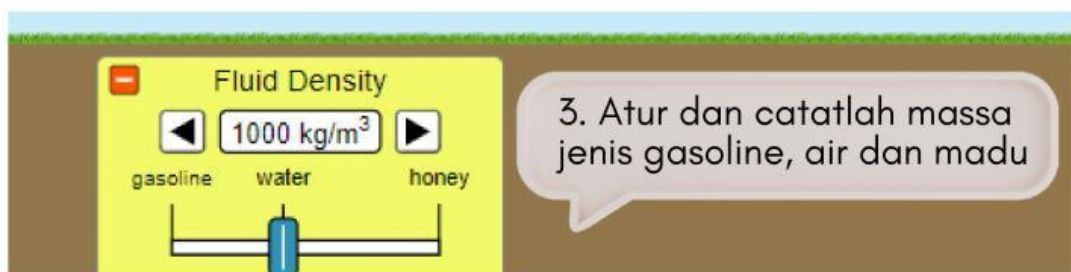 Fluid Density
1000 kg/m³
gasoline water honey
3. Atur dan catatlah massa
jenis gasoline, air dan madu